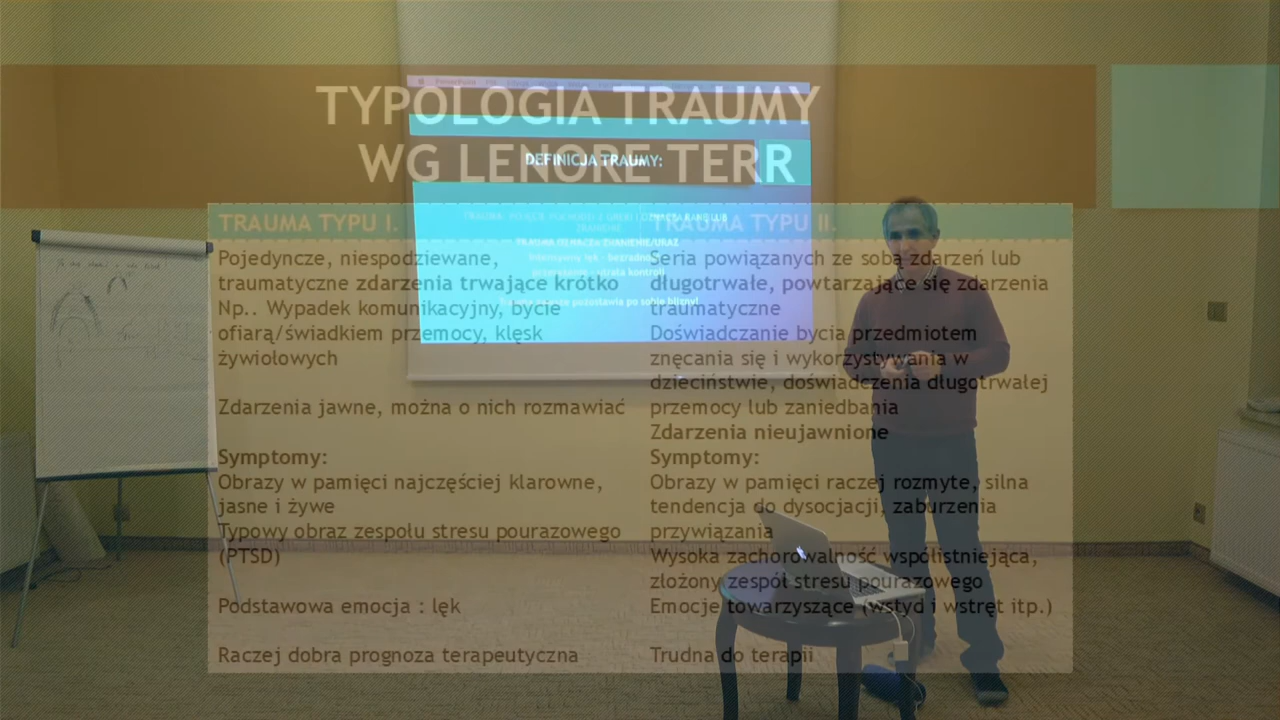 TYPOLOGIA TRAUMY
WG LENORE TERR
DEFINICJA TRAUMY:
TRAUMA TYPU I.
Pojedyncze, niespodziewane,
traumatyczne zdarzenia trwające krótko
Np.. Wypadek komunikacyjny, bycie
ofiarą/świadkiem przemocy, klęsk
żywiołowych
Zdarzenia jawne, można o nich rozmawiać
Symptomy:
Obrazy w pamięci najczęściej klarowne,
jasne i żywe
Typowy obraz zespołu stresu pourazowego
(PTSD)
Podstawowa emocja : lęk
Raczej dobra prognoza terapeutyczna
TRAUMA TYPU II.
Seria powiązanych ze sobą zdarzeń lub
długotrwałe, powtarzające się zdarzenia
traumatyczne
Doświadczanie bycia przedmiotem
znęcania się i wykorzystywania w
dzieciństwie, doświadczenia długotrwałej
przemocy lub zaniedbania
Zdarzenia nieujawnione
Symptomy:
Obrazy w pamięci raczej rozmyte, silna
tendencja do dysocjacji, zaburzenia
przywiązania
Wysoka zachorowalność współistniejąca,
złożony zespół stresu pourazowego
Emocje towarzyszące (wstyd i wstręt itp.)
Trudna do terapii